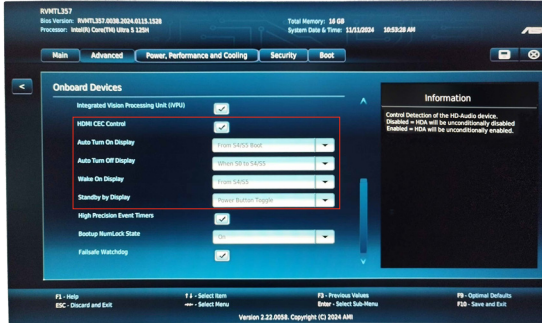 RVMTL357
Bios Version: RVMTL357.0038.2024.0115.1528
Processor: Intel(R) Core(TM) Ultra 5 125H
Total Memory: 16 GB
System Date & Time: 11/11/2024 10:53:28 AM
Main
Advanced
Power, Performance and Cooling
Security
Boot
<
Onboard Devices
Integrated Vision Processing Unit (IVPU)
HDMI CEC Control
Auto Turn On Display
From S4/S5 Boot
Auto Turn Off Display
When S0 to S4/S5
Wake On Display
From S4/S5
Standby by Display
Power Button Toggle
High Precision Event Timers
Bootup NumLock State
On
Failsafe Watchdog
Information
Control Detection of the HD-Audio device.
Disabled = HDA will be unconditionally disabled
Enabled = HDA will be unconditionally enabled.
F1 - Help
ESC - Discard and Exit
↑↓ - Select Item
→← - Select Menu
F3 - Previous Values
Enter - Select Sub-Menu
F9 - Optimal Defaults
F10 - Save and Exit
Version 2.22.0058. Copyright (C) 2024 AMI